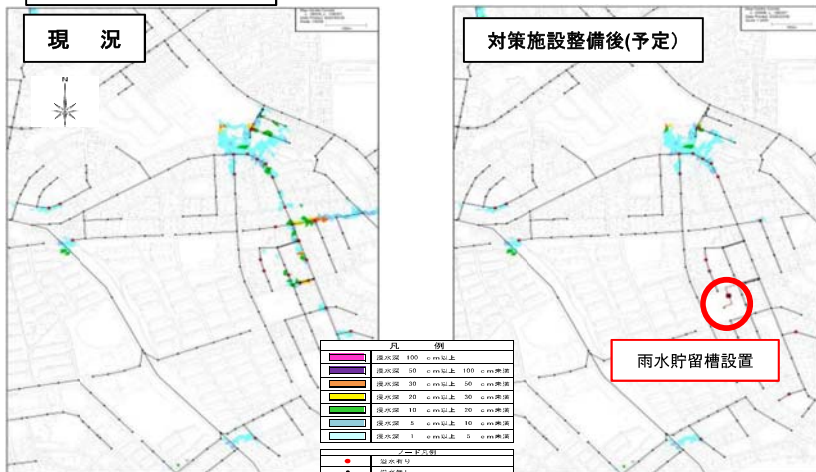 現 況
対策施設整備後(予定)
N
雨水貯留槽設置
凡 例
浸水深 100 cm以上
浸水深 50 cm以上 100 cm未満
浸水深 30 cm以上 50 cm未満
浸水深 20 cm以上 30 cm未満
浸水深 10 cm以上 20 cm未満
浸水深 5 cm以上 10 cm未満
浸水深 1 cm以上 5 cm未満
ノード凡例
溢水有り